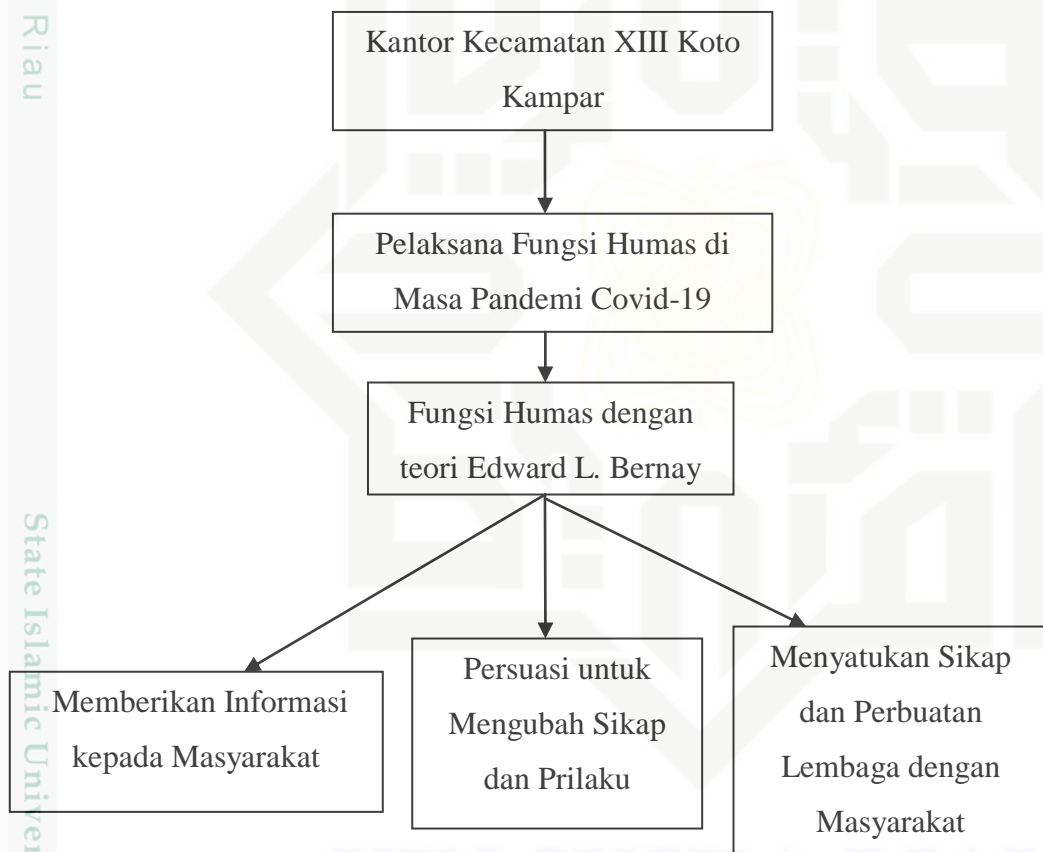 Kantor Kecamatan XIII Koto
Kampar
Pelaksana Fungsi Humas di
Masa Pandemi Covid-19
Fungsi Humas dengan
teori Edward L. Bernay
Memberikan Informasi
kepada Masyarakat
Persuasi untuk
Mengubah Sikap
dan Prilaku
Menyatukan Sikap
dan Perbuatan
Lembaga dengan
Masyarakat
Riau
State Islamic Univer